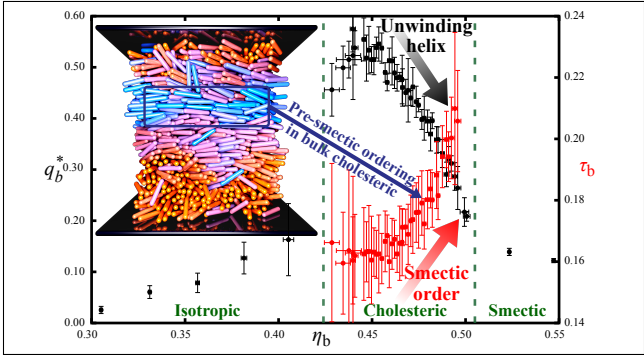 0.60
0.50
0.40
0.30
0.20
0.10
0.00
q*b
0.24
0.22
0.20
0.18
0.16
0.14
τb
Unwinding
helix
Pre-smectic ordering
in bulk cholesteric
Smectic
order
Isotropic
Cholesteric
Smectic
0.30
0.35
0.40
0.45
0.50
0.55
ηb